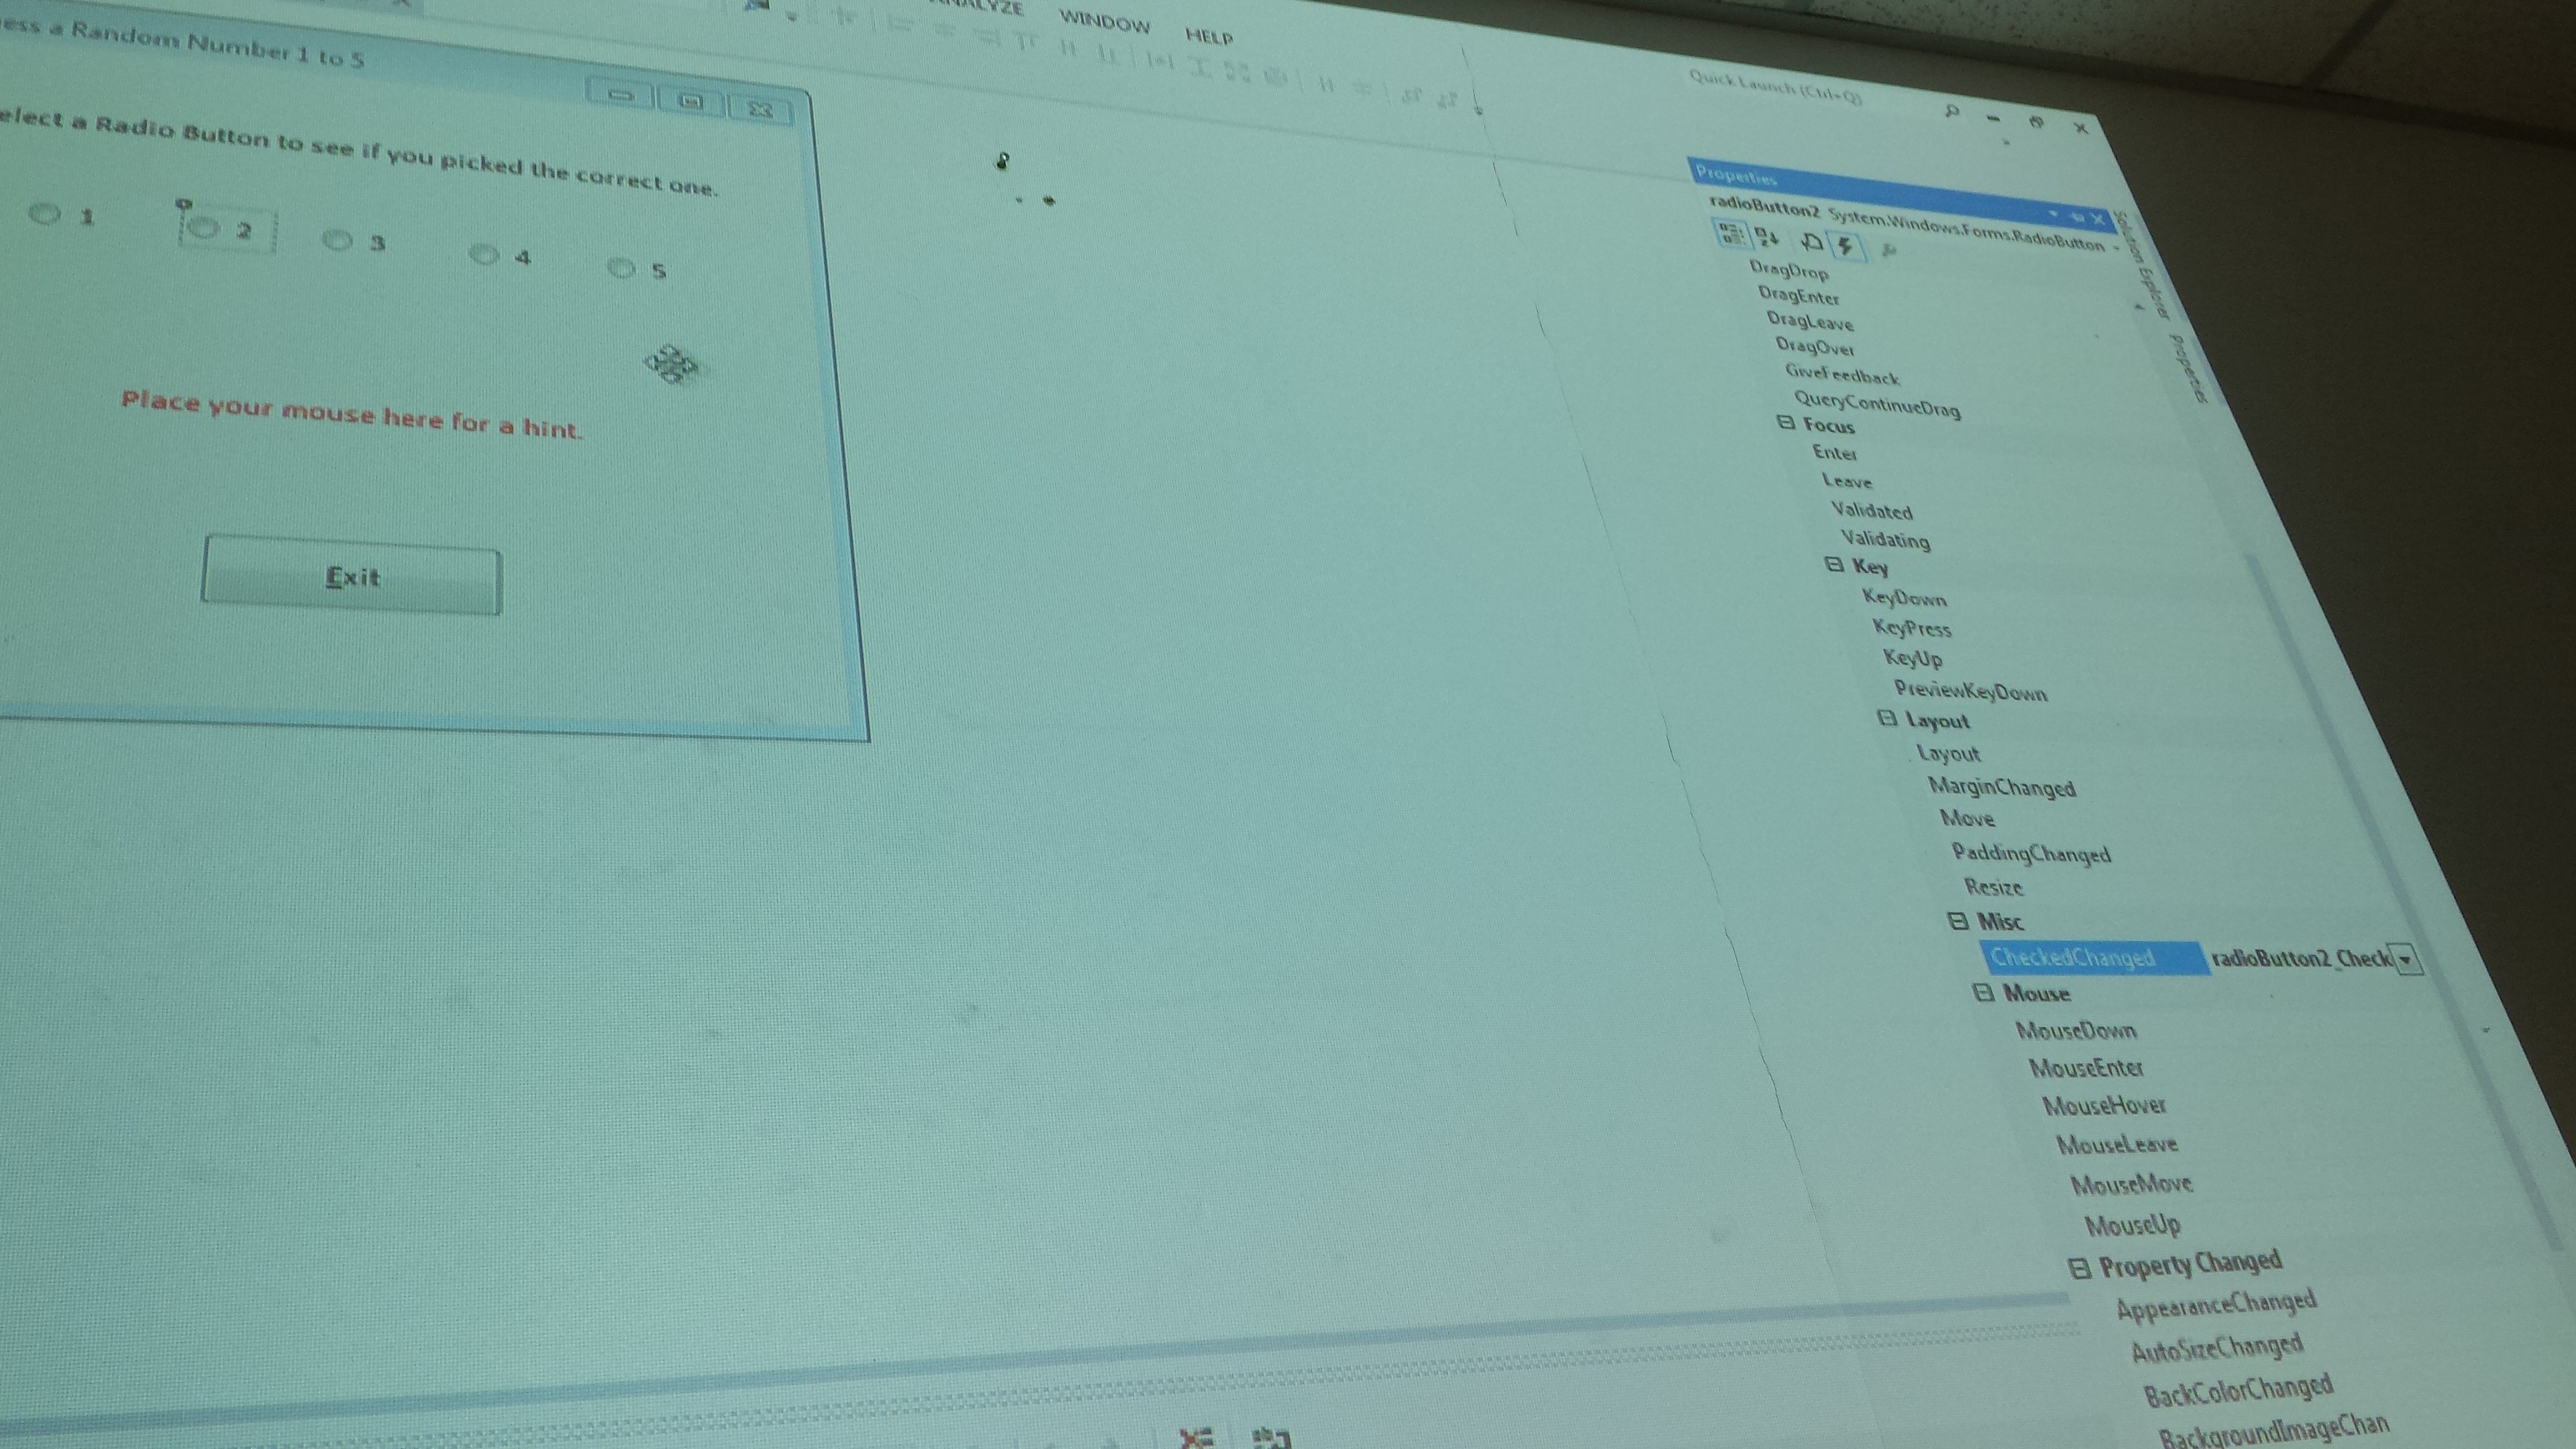 WINDOW HELP
Quick Launch (Ctrl+Q)
a Random Number 1 to 5
a Radio Button to see if you picked the correct one.
1 2 3 4 5
Place your mouse here for a hint.
Exit
Properties
radioButton2 System.Windows.Forms.RadioButton
DragDrop
DragEnter
DragLeave
DragOver
GiveFeedback
QueryContinueDrag
Focus
Enter
Leave
Validated
Validating
Key
KeyDown
KeyPress
KeyUp
PreviewKeyDown
Layout
Layout
MarginChanged
Move
PaddingChanged
Resize
Misc
CheckedChanged radioButton2_Check
Mouse
MouseDown
MouseEnter
MouseHover
MouseLeave
MouseMove
MouseUp
Property Changed
AppearanceChanged
AutoSizeChanged
BackColorChanged
BackgroundImageChan
Solution Explorer
Properties